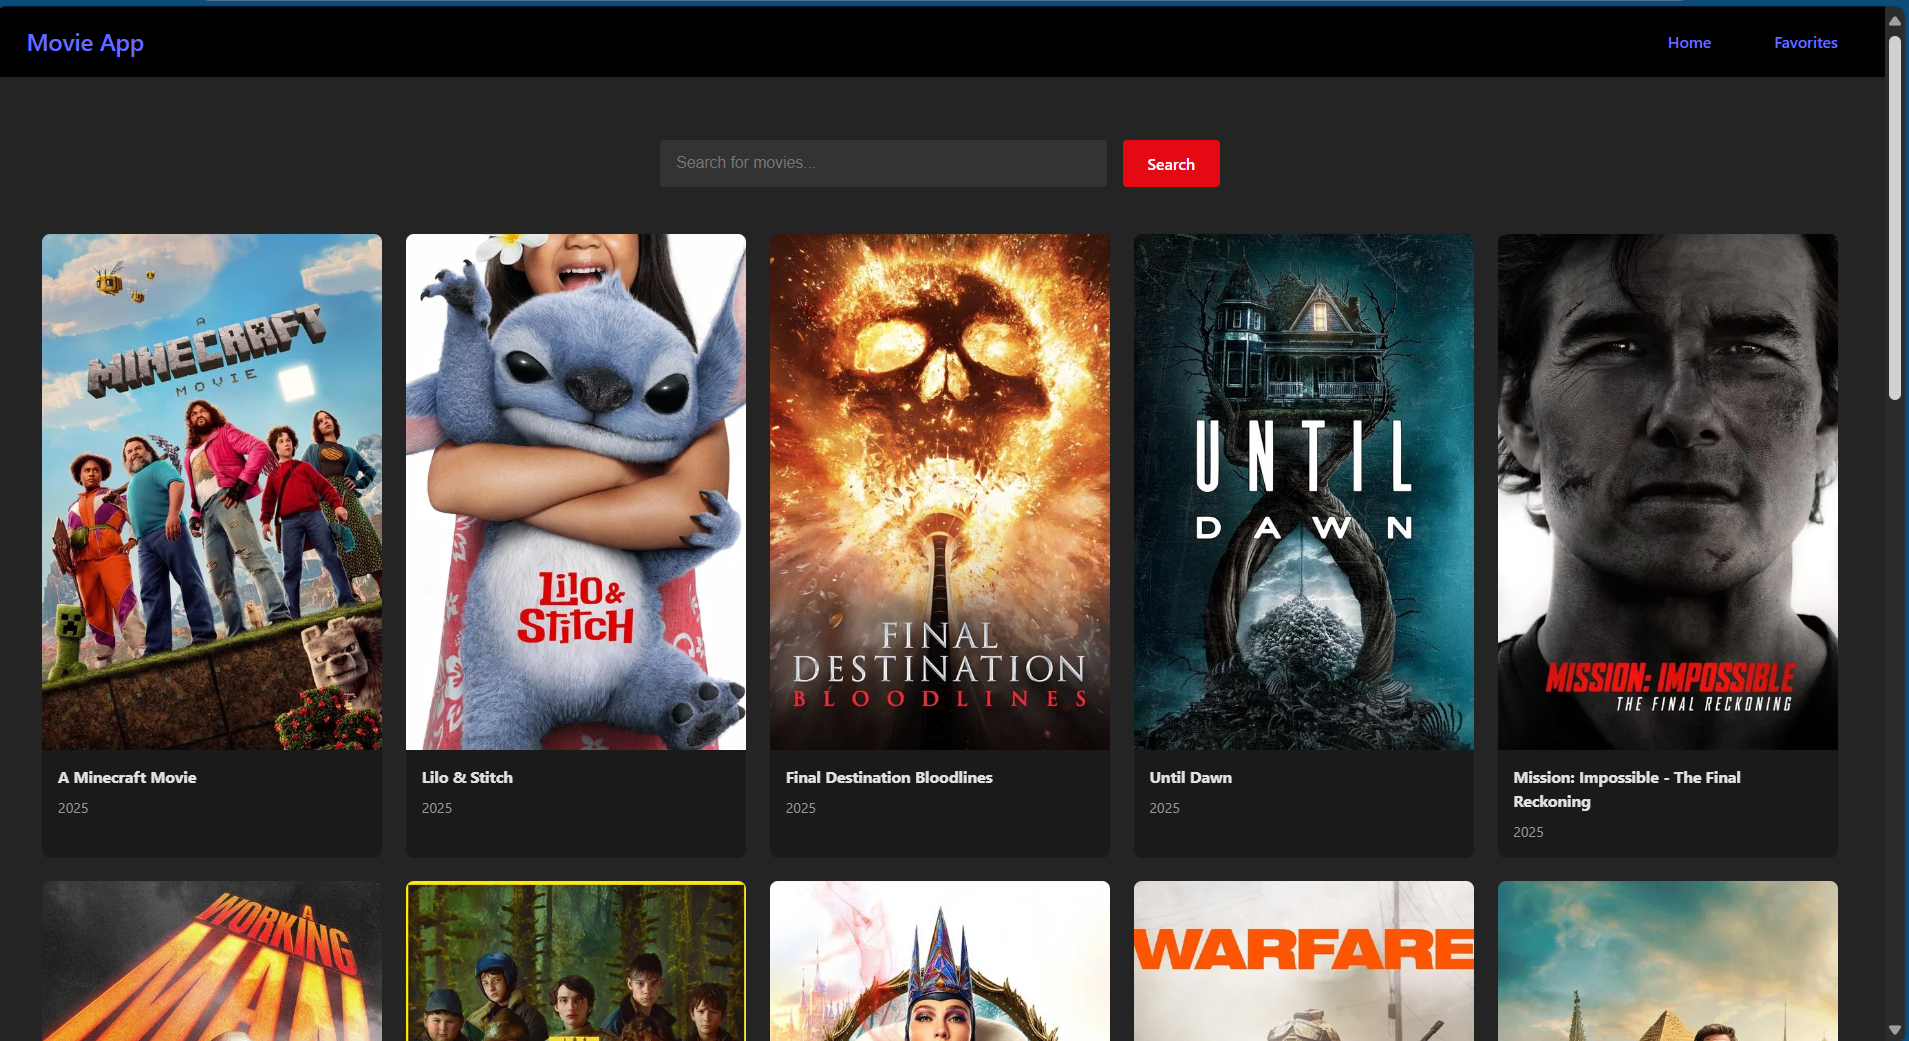 Movie App
Home
Favorites
Search for movies...
Search
A
MINECRAFT
MOVIE
Lilo &
Stitch
FINAL
DESTINATION
BLOODLINES
UNTIL
DAWN
MISSION: IMPOSSIBLE
THE FINAL RECKONING
A Minecraft Movie
2025
Lilo & Stitch
2025
Final Destination Bloodlines
2025
Until Dawn
2025
Mission: Impossible - The Final
Reckoning
2025
A
WORKING
MAN
WARFARE